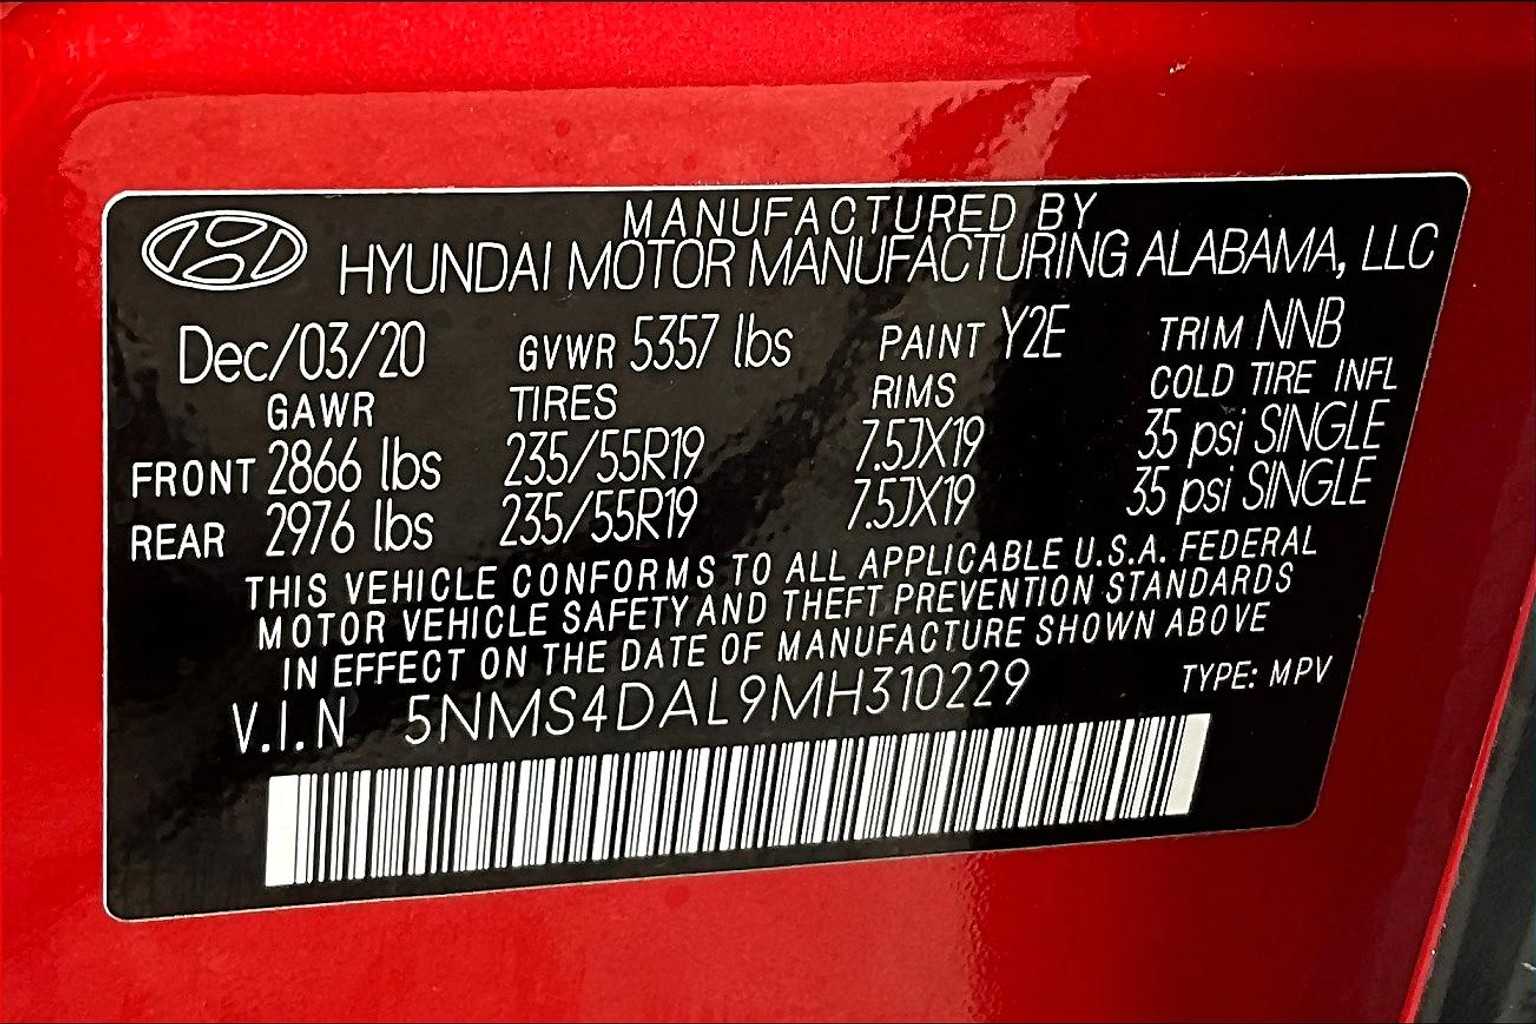 MANUFACTURED BY
HYUNDAI MOTOR MANUFACTURING ALABAMA, LLC
Dec/03/20 GVWR 5357 lbs PAINT Y2E TRIM NNB
GAWR TIRES RIMS COLD TIRE INFL
FRONT 2866 lbs 235/55R19 7.5JX19 35 psi SINGLE
REAR 2976 lbs 235/55R19 7.5JX19 35 psi SINGLE
THIS VEHICLE CONFORMS TO ALL APPLICABLE U.S.A. FEDERAL
MOTOR VEHICLE SAFETY AND THEFT PREVENTION STANDARDS
IN EFFECT ON THE DATE OF MANUFACTURE SHOWN ABOVE
V.I.N 5NMS4DAL9MH310229 TYPE: MPV